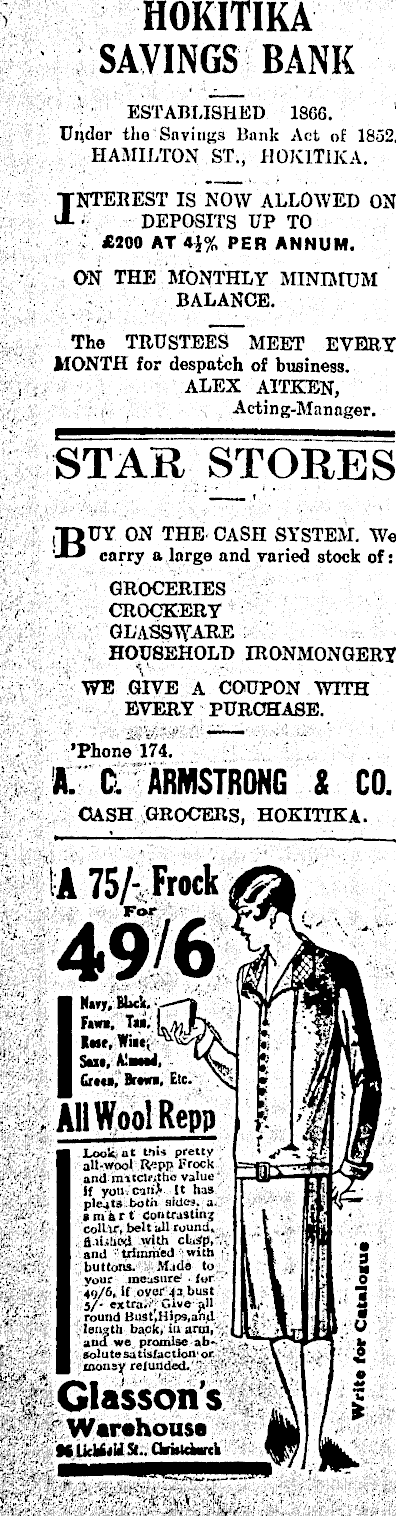 HOKITIKA
SAVINGS BANK
ESTABLISHED 1866.
Under the Savings Bank Act of 1852,
HAMILTON ST., HOKITIKA.
INTEREST IS NOW ALLOWED ON
DEPOSITS UP TO
£200 AT 4½% PER ANNUM.
ON THE MONTHLY MINIMUM
BALANCE.
The TRUSTEES MEET EVERY
MONTH for despatch of business.
ALEX AITKEN,
Acting-Manager.
STAR STORES
BUY ON THE CASH SYSTEM. We
carry a large and varied stock of:
GROCERIES
CROCKERY
GLASSWARE
HOUSEHOLD IRONMONGERY
WE GIVE A COUPON WITH
EVERY PURCHASE.
'Phone 174.
A. C. ARMSTRONG & CO.
CASH GROCERS, HOKITIKA.
A 75/- Frock
For
49/6
Navy, Black,
Fawn, Tan,
Rose, Wine,
Saxe, Almond,
Green, Brown, Etc.
All Wool Repp
Look at this pretty
all-wool Repp Frock
and match the value
if you can. It has
pleats both sides, a
smart contrasting
collar, belt all round,
finished with clasp,
and trimmed with
buttons. Made to
your measure for
49/6, if over 42 bust
5/- extra. Give all
round Bust, Hips, and
length back, in arm,
and we promise ab-
solute satisfaction or
money refunded.
Write for Catalogue
Glasson's
Warehouse
96 Lichfield St., Christchurch